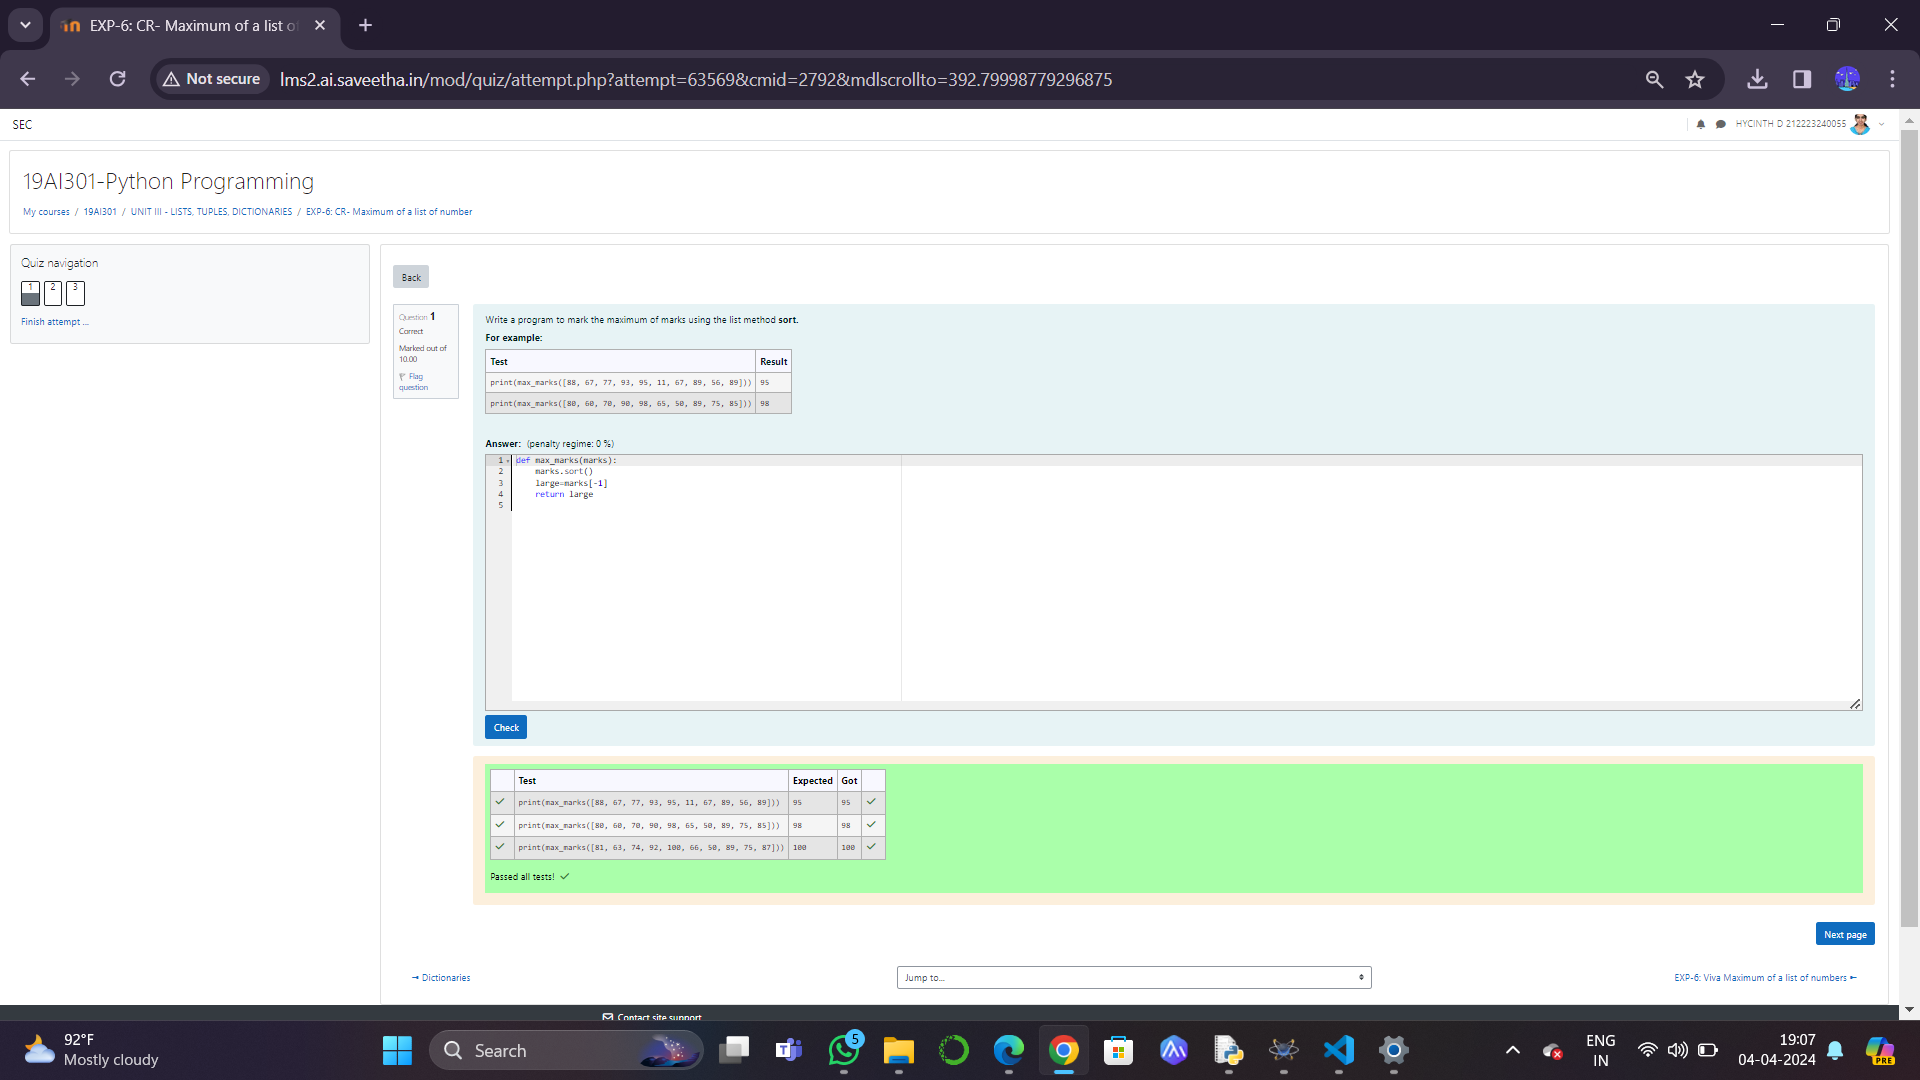 EXP-6: CR- Maximum of a list o
Not secure
lms2.ai.saveetha.in/mod/quiz/attempt.php?attempt=63569&cmid=2792&mdlscrollto=392.79998779296875
SEC
HYCINTH D 212223240055
19AI301-Python Programming
My courses / 19AI301 / UNIT III - LISTS, TUPLES, DICTIONARIES / EXP-6: CR- Maximum of a list of number
Quiz navigation
1 2 3
Finish attempt ...
Back
Question 1
Correct
Marked out of
10.00
Flag
question
Write a program to mark the maximum of marks using the list method sort.
For example:
Test Result
print(max_marks([88, 67, 77, 93, 95, 11, 67, 89, 56, 89])) 95
print(max_marks([80, 60, 70, 90, 98, 65, 50, 89, 75, 85])) 98
Answer: (penalty regime: 0 %)
1 def max_marks(marks):
2 marks.sort()
3 large=marks[-1]
4 return large
5
Check
Test Expected Got
print(max_marks([88, 67, 77, 93, 95, 11, 67, 89, 56, 89])) 95 95
print(max_marks([80, 60, 70, 90, 98, 65, 50, 89, 75, 85])) 98 98
print(max_marks([81, 63, 74, 92, 100, 66, 50, 89, 75, 87])) 100 100
Passed all tests!
Next page
Dictionaries
Jump to...
EXP-6: Viva Maximum of a list of numbers
Contact site support
92°F
Mostly cloudy
Search
5
ENG
IN
19:07
04-04-2024
PRE